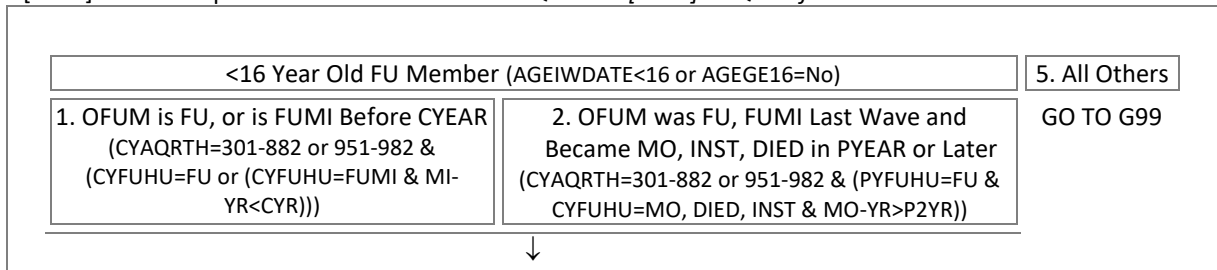 <16 Year Old FU Member (AGEIWDATE<16 or AGEGE16=No)
5. All Others
1. OFUM is FU, or is FUMI Before CYEAR
(CYAQRTH=301-882 or 951-982 &
(CYFUHU=FU or (CYFUHU=FUMI & MI-
YR<CYR)))
2. OFUM was FU, FUMI Last Wave and
Became MO, INST, DIED in PYEAR or Later
(CYAQRTH=301-882 or 951-982 & (PYFUHU=FU &
CYFUHU=MO, DIED, INST & MO-YR>P2YR))
GO TO G99
↓